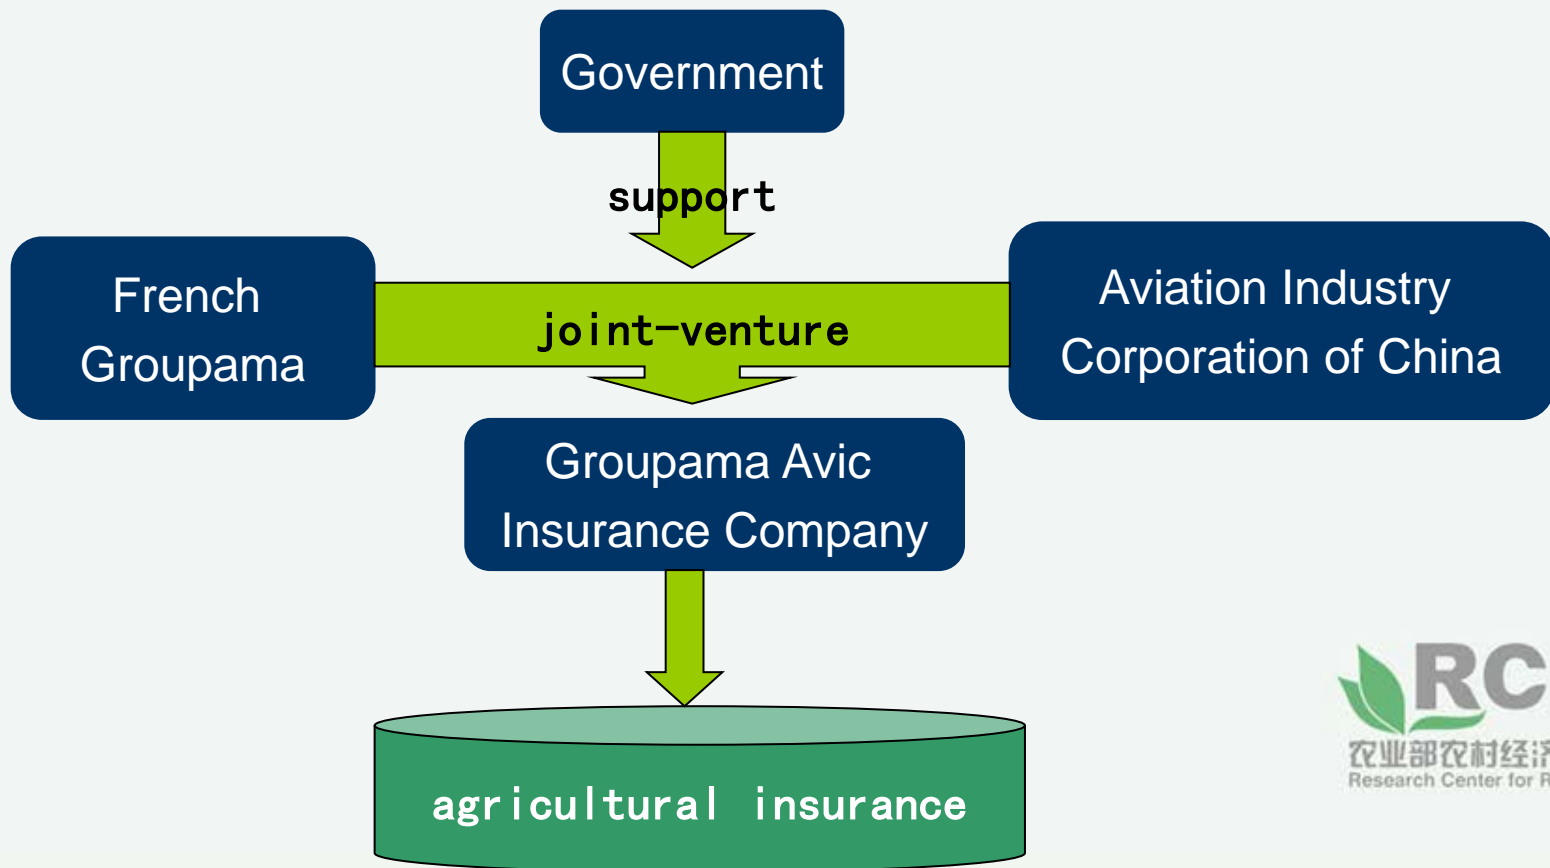 Government
support
French
Groupama
joint-venture
Aviation Industry
Corporation of China
Groupama Avic
Insurance Company
agricultural insurance
RC
农业部农村经济
Research Center for R